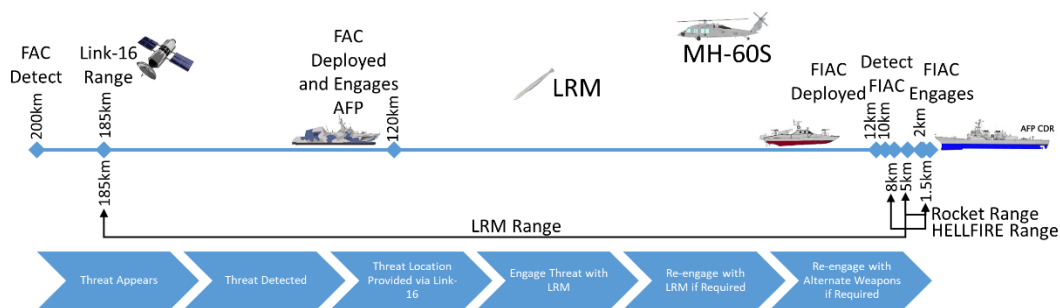 FAC
Detect
Link-16
Range
FAC
Deployed
and Engages
AFP
LRM
MH-60S
FIAC
Deployed
Detect
FIAC
FIAC
Engages
200km
185km
120km
12km
10km
2km
AFP CDR
185km
8km
5km
1.5km
LRM Range
Rocket Range
HELLFIRE Range
Threat Appears
Threat Detected
Threat Location
Provided via Link-
16
Engage Threat with
LRM
Re-engage with
LRM if Required
Re-engage with
Alternate Weapons
if Required